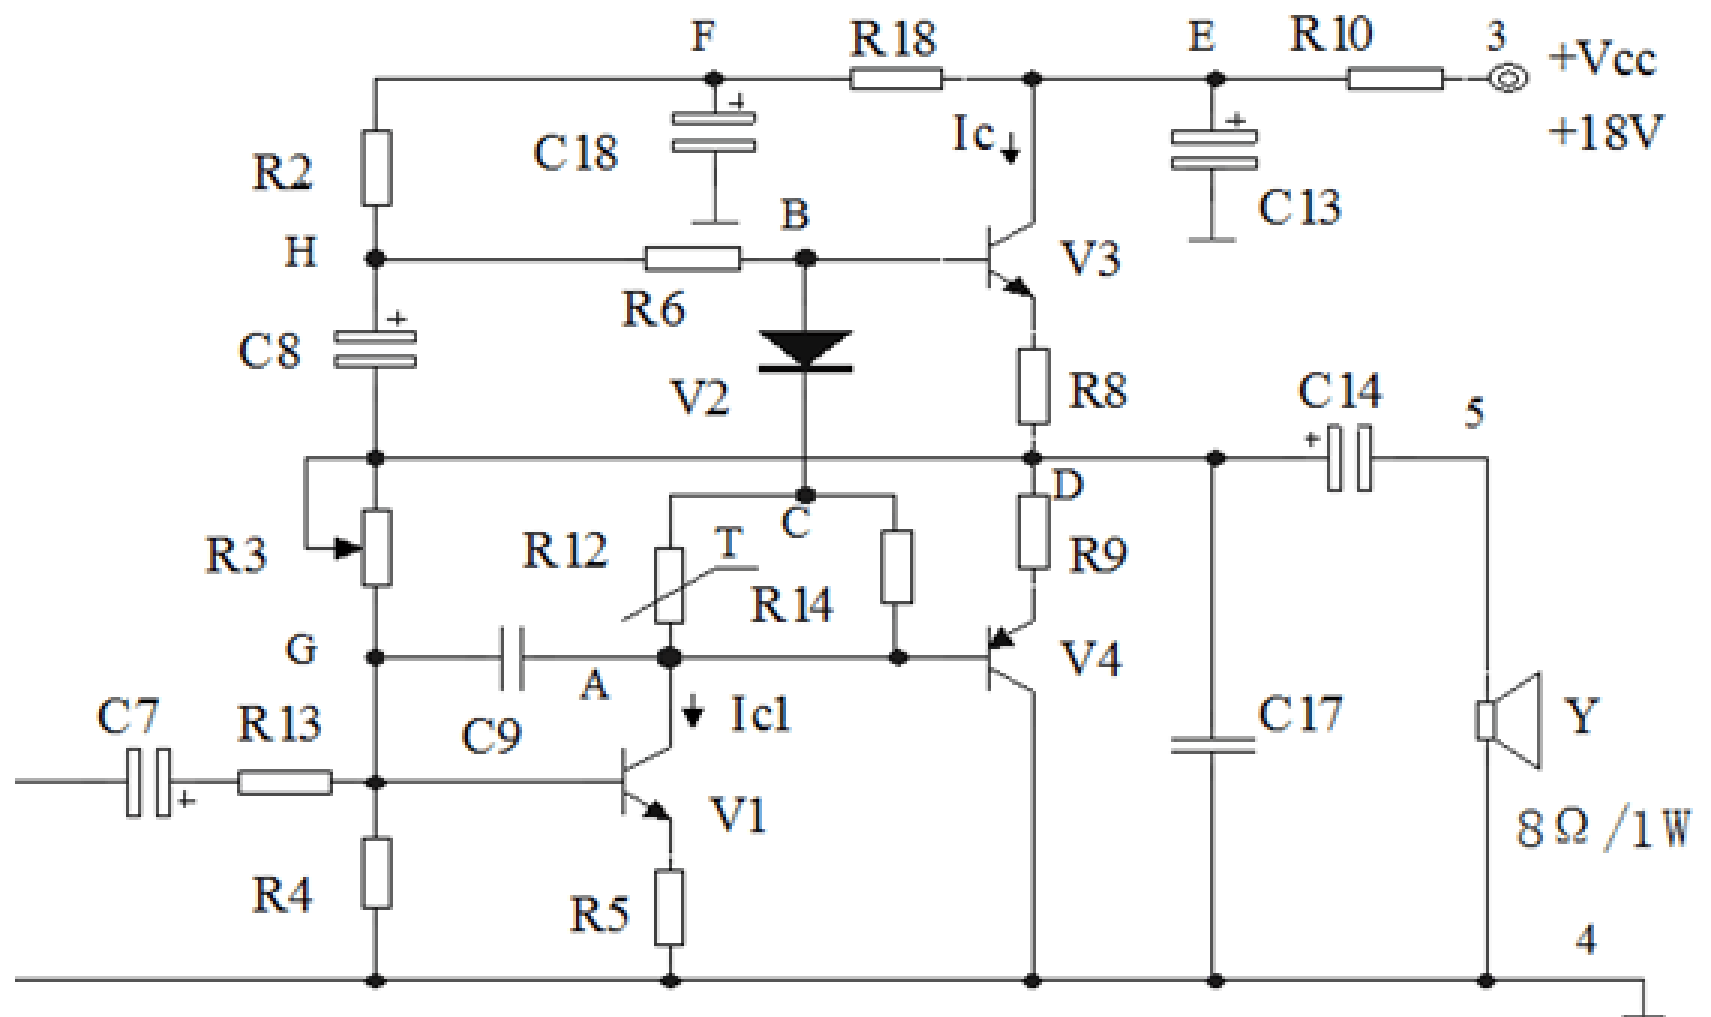 F R18 E R10 3 +Vcc
+18V
Ic
C18
R2
C13
B
H
V3
R6
C8
V2
R8
C14
5
D
C
R12
T
R3
R9
R14
G
V4
A
C7
R13
Ic1
C9
C17
Y
V1
8Ω/1W
R4
R5
4